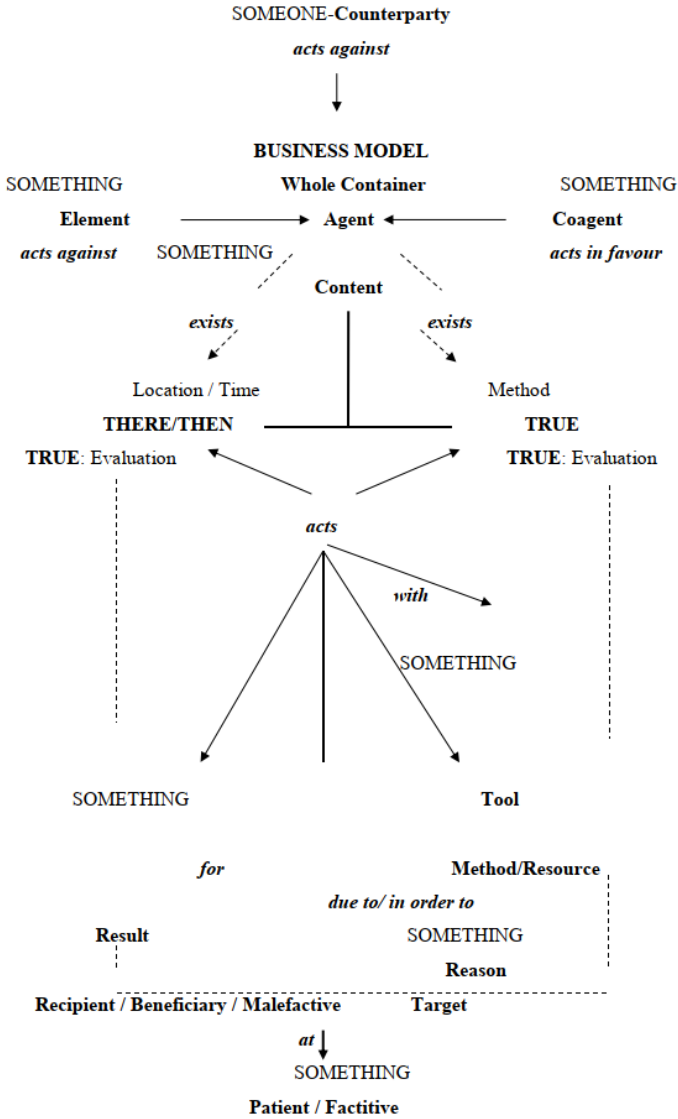 SOMEONE-Counterparty
acts against
BUSINESS MODEL
SOMETHING Whole Container SOMETHING
Element Agent Coagent
acts against SOMETHING acts in favour
Content
exists exists
Location / Time Method
THERE/THEN TRUE
TRUE: Evaluation TRUE: Evaluation
acts
with
SOMETHING
SOMETHING Tool
for Method/Resource
due to/ in order to
Result SOMETHING
Reason
Recipient / Beneficiary / Malefactive Target
at
SOMETHING
Patient / Factitive